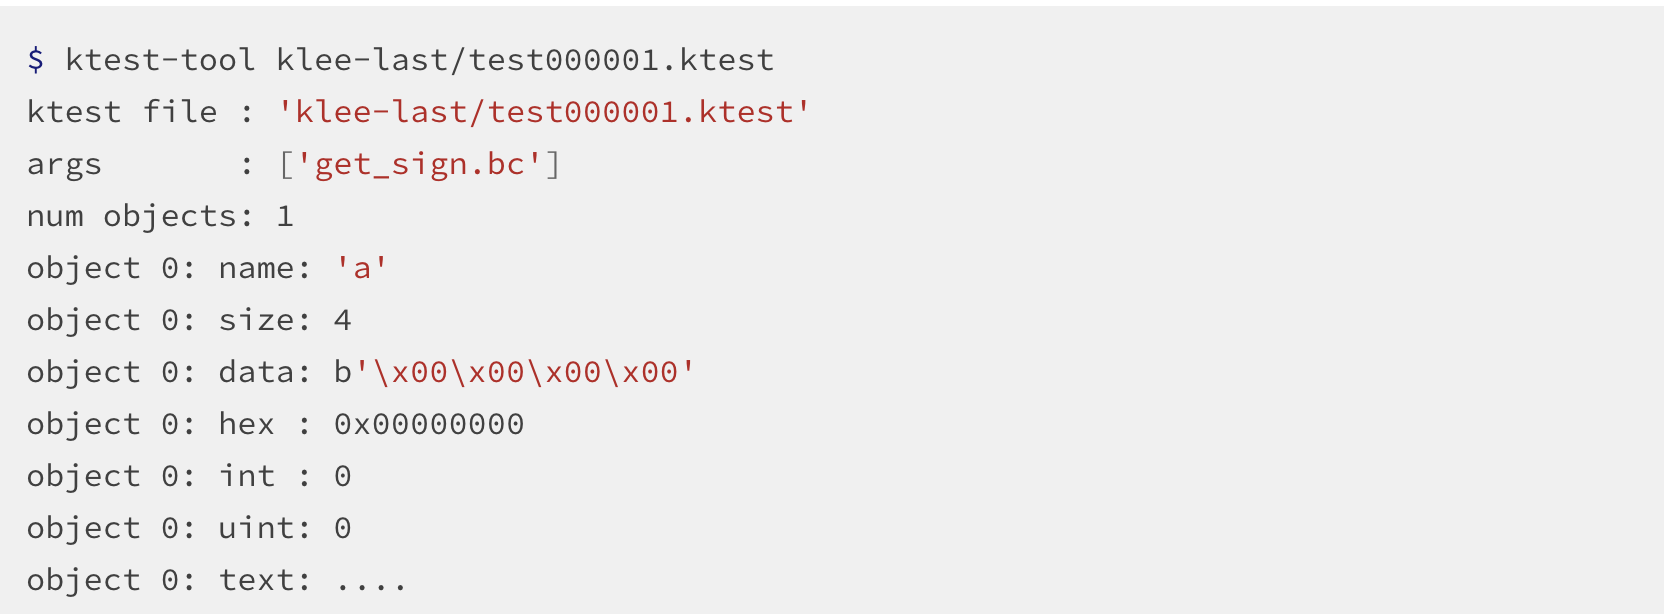 $ ktest-tool klee-last/test000001.ktest
ktest file : 'klee-last/test000001.ktest'
args       : ['get_sign.bc']
num objects: 1
object 0: name: 'a'
object 0: size: 4
object 0: data: b'\x00\x00\x00\x00'
object 0: hex : 0x00000000
object 0: int : 0
object 0: uint: 0
object 0: text: ....